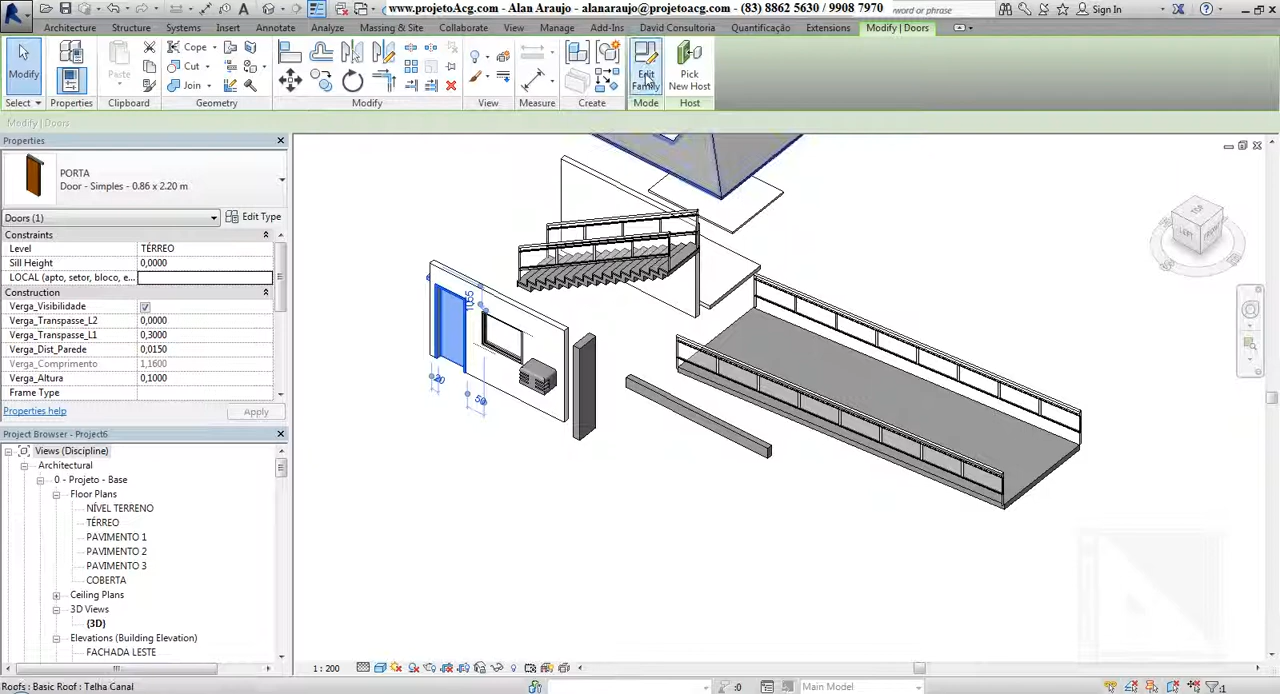 www.projetoAcg.com - Alan Araujo - alanaraujo@projetoacg.com - (83) 8862 5630 / 9908 7970
word or phrase
Sign In
Architecture Structure Systems Insert Annotate Analyze Massing & Site Collaborate View Manage Add-Ins David Consultoria Quantificação Extensions Modify | Doors
Modify
Paste
Cope
Cut
Join
Edit Family
Pick New Host
Select Properties Clipboard Geometry Modify View Measure Create Mode Host
Modify | Doors
Properties
PORTA
Door - Simples - 0.86 x 2.20 m
Doors (1)
Edit Type
Constraints
Level TÉRREO
Sill Height 0,0000
LOCAL (apto, setor, bloco, e...
Construction
Verga_Visibilidade
Verga_Transpasse_L2 0,0000
Verga_Transpasse_L1 0,3000
Verga_Dist_Parede 0,0150
Verga_Comprimento 1,1600
Verga_Altura 0,1000
Frame Type
Properties help
Apply
Project Browser - Project6
Views (Discipline)
Architectural
0 - Projeto - Base
Floor Plans
NÍVEL TERRENO
TÉRREO
PAVIMENTO 1
PAVIMENTO 2
PAVIMENTO 3
COBERTA
Ceiling Plans
3D Views
(3D)
Elevations (Building Elevation)
FACHADA LESTE
TOP
LEFT
1 : 200
Roofs : Basic Roof : Telha Canal
:0
Main Model
:1